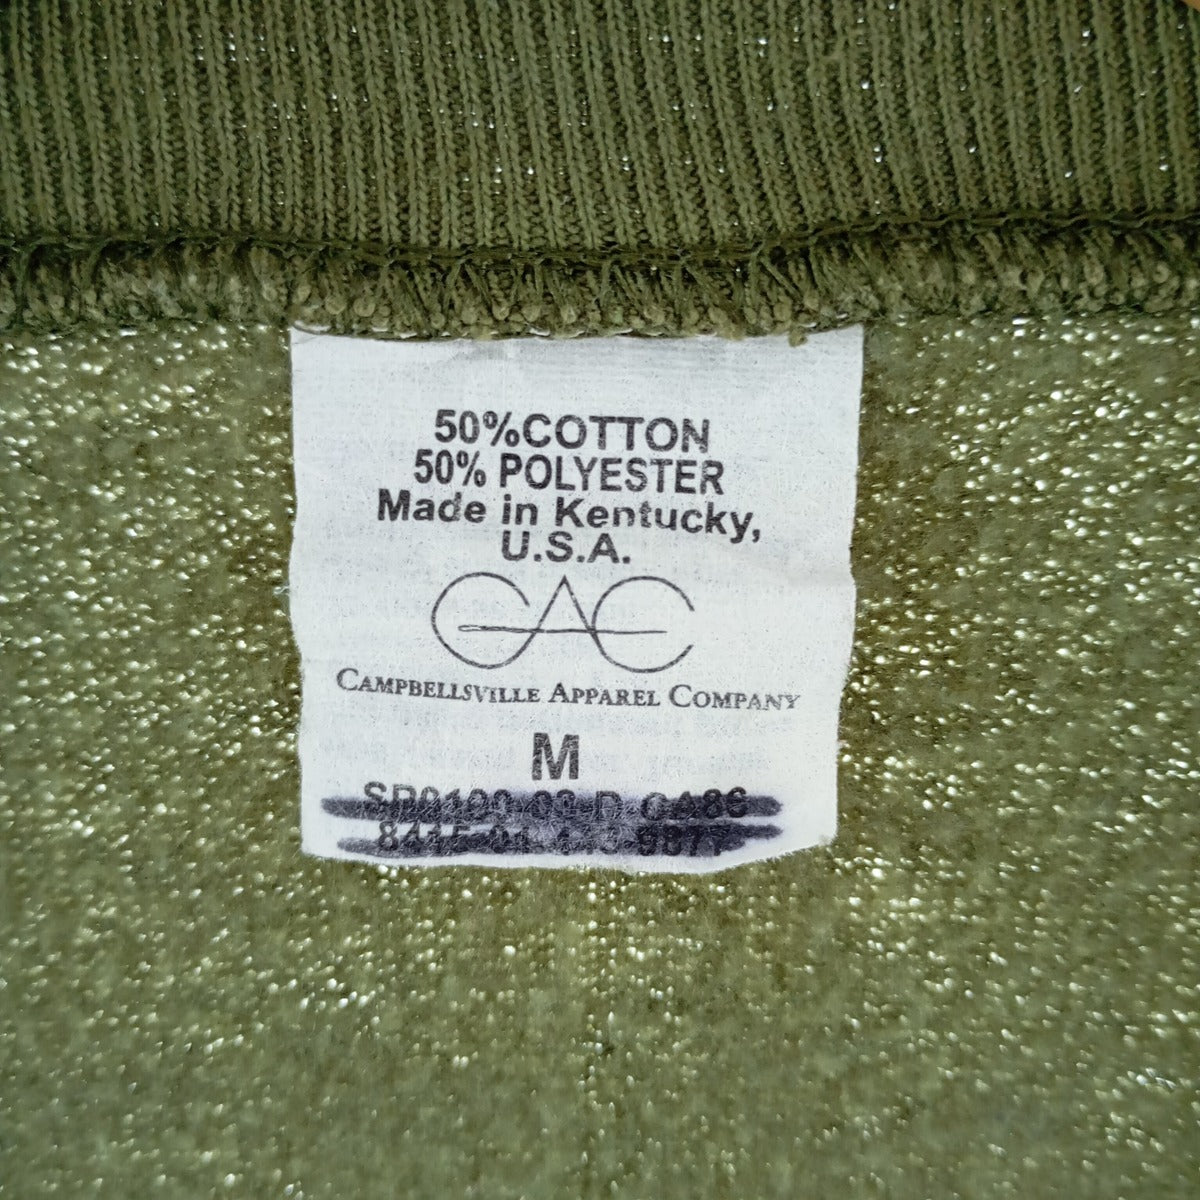 50%COTTON
50% POLYESTER
Made in Kentucky,
U.S.A.
CAC
CAMPBELLSVILLE APPAREL COMPANY
M